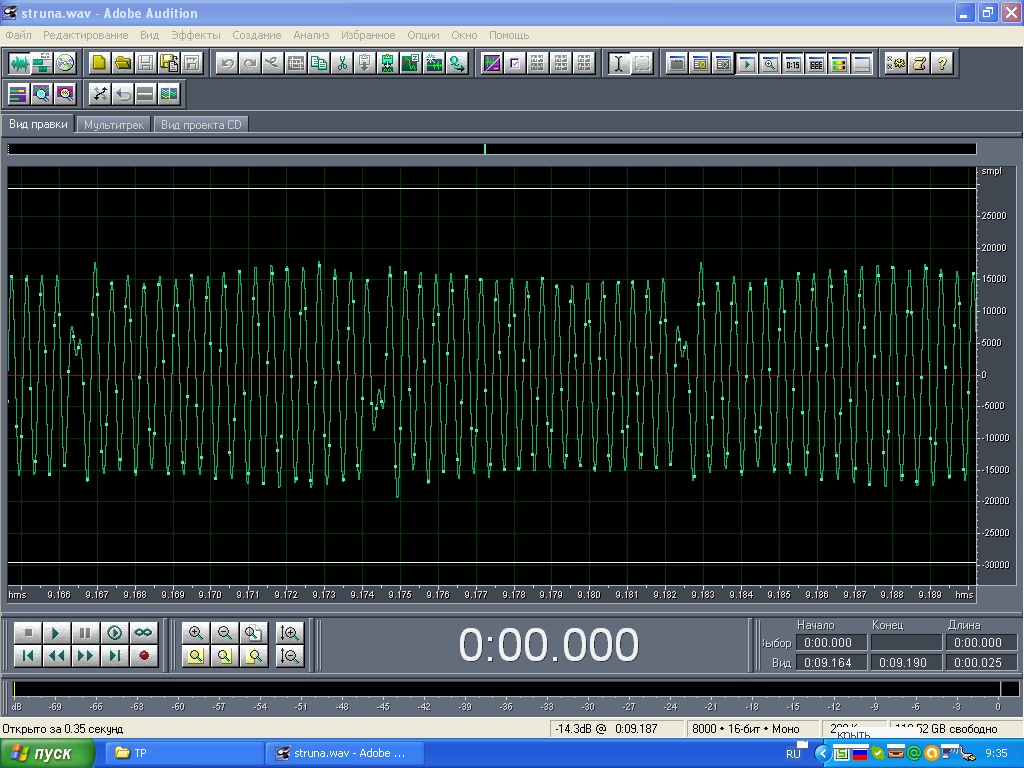 struna.wav - Adobe Audition
Файл Редактирование Вид Эффекты Создание Анализ Избранное Опции Окно Помощь
Вид правки Мультитрек Вид проекта CD
smpl
25000
20000
15000
10000
5000
0
-5000
-10000
-15000
-20000
-25000
-30000
hms 9.166 9.167 9.168 9.169 9.170 9.171 9.172 9.173 9.174 9.175 9.176 9.177 9.178 9.179 9.180 9.181 9.182 9.183 9.184 9.185 9.186 9.187 9.188 9.189 hms
0:00.000
Начало Конец Длина
Выбор 0:00.000 0:00.000
Вид 0:09.164 0:09.190 0:00.025
dB -69 -66 -63 -60 -57 -54 -51 -48 -45 -42 -39 -36 -33 -30 -27 -24 -21 -18 -15 -12 -9 -6 -3 0
Открыто за 0.35 секунд -14.3dB @ 0:09.187 8000 • 16-бит • Моно свободно
пуск ТР struna.wav - Adobe ... RU 9:35